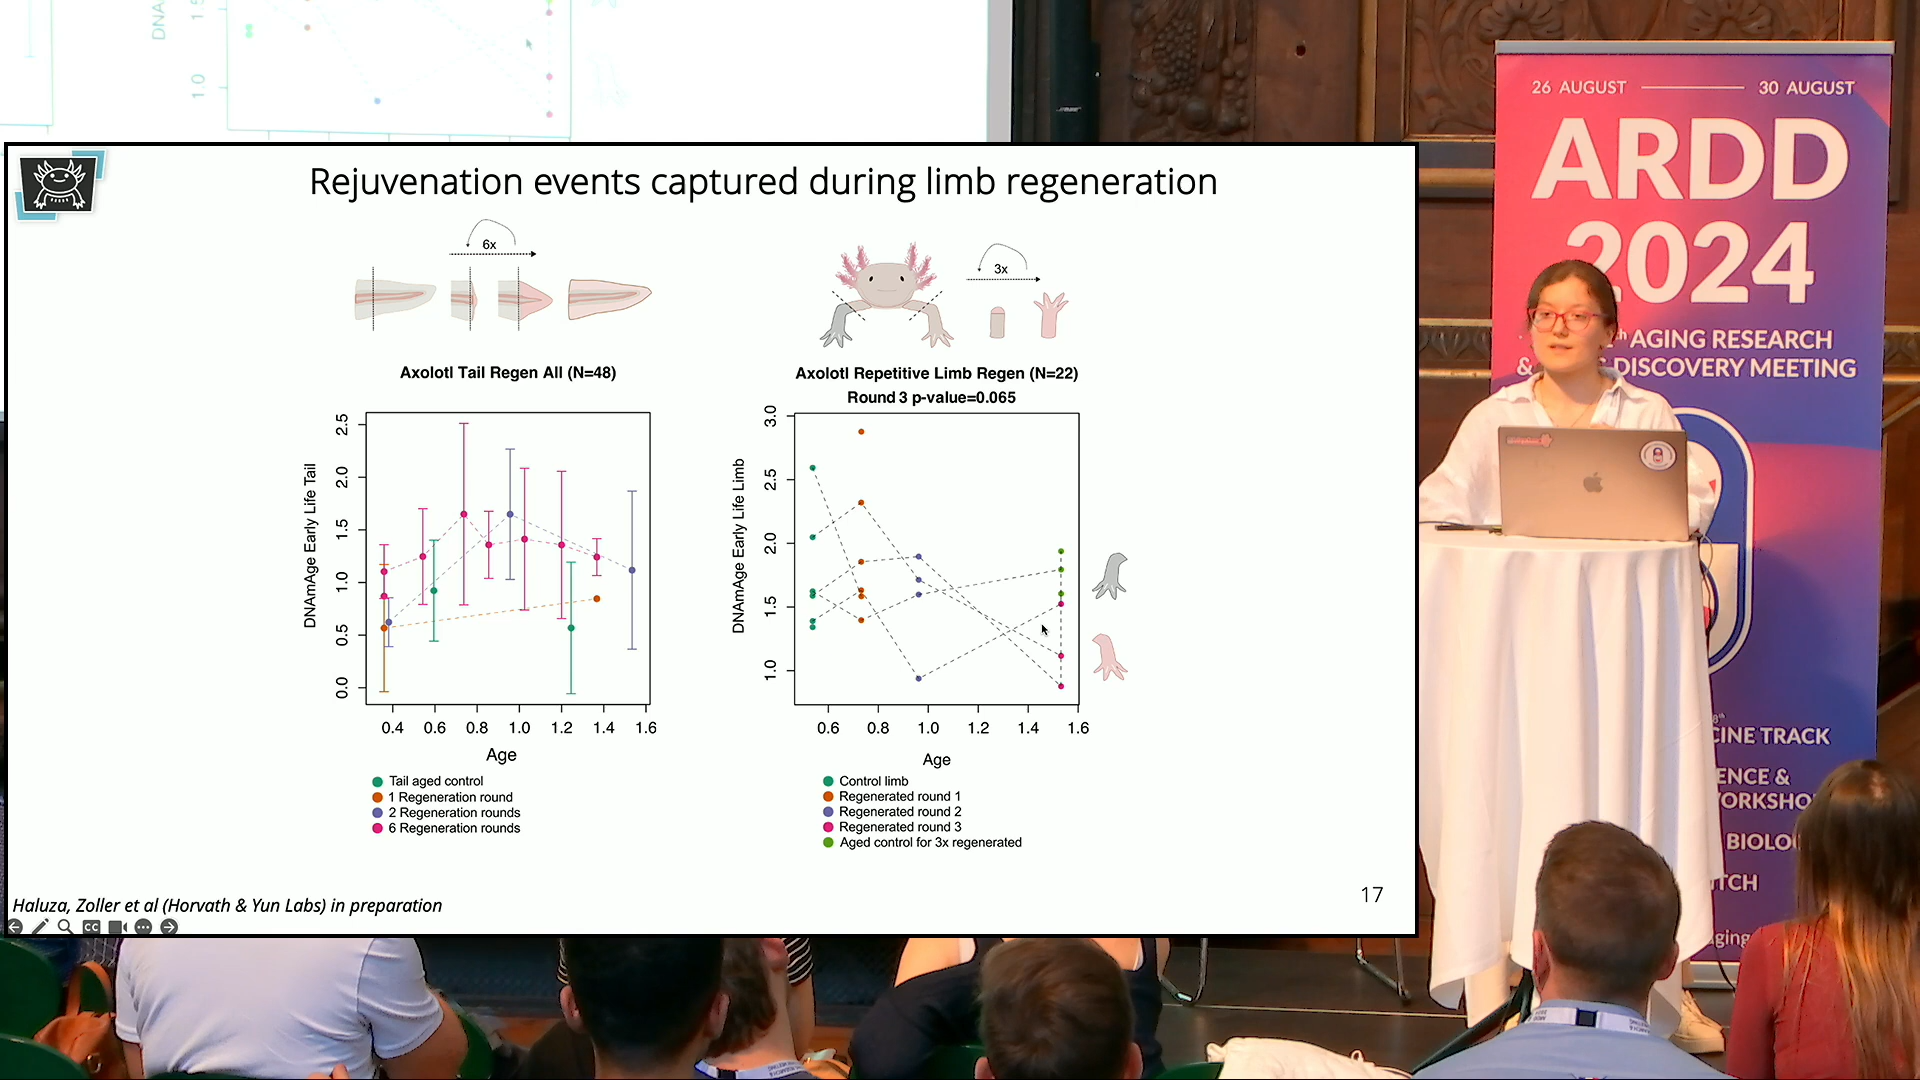 1.0
26 AUGUST 30 AUGUST
ARDD
2024
AGING RESEARCH
& DISCOVERY MEETING
Rejuvenation events captured during limb regeneration
6x
3x
Axolotl Tail Regen All (N=48)
Axolotl Repetitive Limb Regen (N=22)
Round 3 p-value=0.065
DNAmAge Early Life Tail
2.5
2.0
1.5
1.0
0.5
0.0
0.4 0.6 0.8 1.0 1.2 1.4 1.6
Age
Tail aged control
1 Regeneration round
2 Regeneration rounds
6 Regeneration rounds
DNAmAge Early Life Limb
3.0
2.5
2.0
1.5
1.0
0.6 0.8 1.0 1.2 1.4 1.6
Age
Control limb
Regenerated round 1
Regenerated round 2
Regenerated round 3
Aged control for 3x regenerated
Haluza, Zoller et al (Horvath & Yun Labs) in preparation
17
CC
TRACK
&